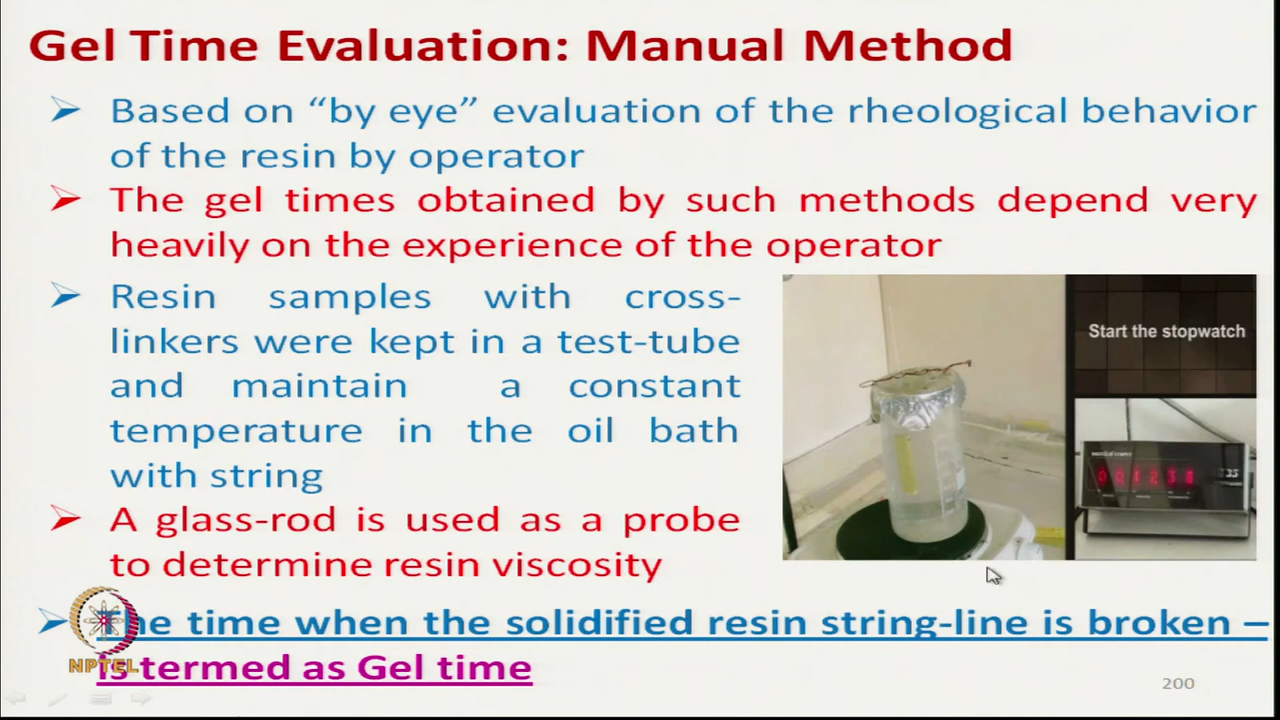 Gel Time Evaluation: Manual Method
Based on “by eye” evaluation of the rheological behavior
of the resin by operator
The gel times obtained by such methods depend very
heavily on the experience of the operator
Resin samples with cross-
linkers were kept in a test-tube
and maintain a constant
temperature in the oil bath
with string
A glass-rod is used as a probe
to determine resin viscosity
Start the stopwatch
The time when the solidified resin string-line is broken –
is termed as Gel time
NPTEL
200